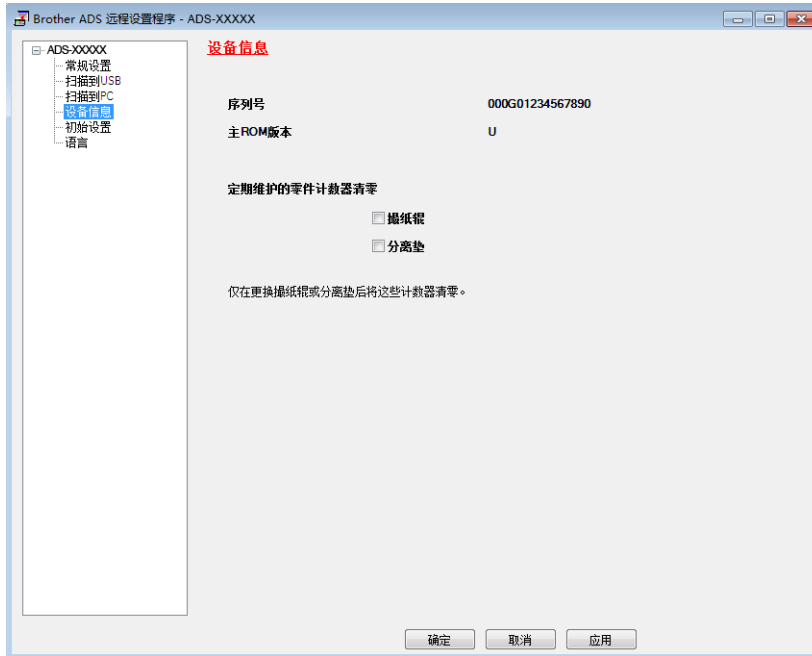 Brother ADS 远程设置程序 - ADS-XXXXX
ADS-XXXXX
常规设置
扫描到USB
扫描到PC
设备信息
初始设置
语言
设备信息
序列号 000G01234567890
主ROM版本 U
定期维护的零件计数器清零
撮纸辊
分离垫
仅在更换撮纸辊或分离垫后将这些计数器清零。
确定 取消 应用